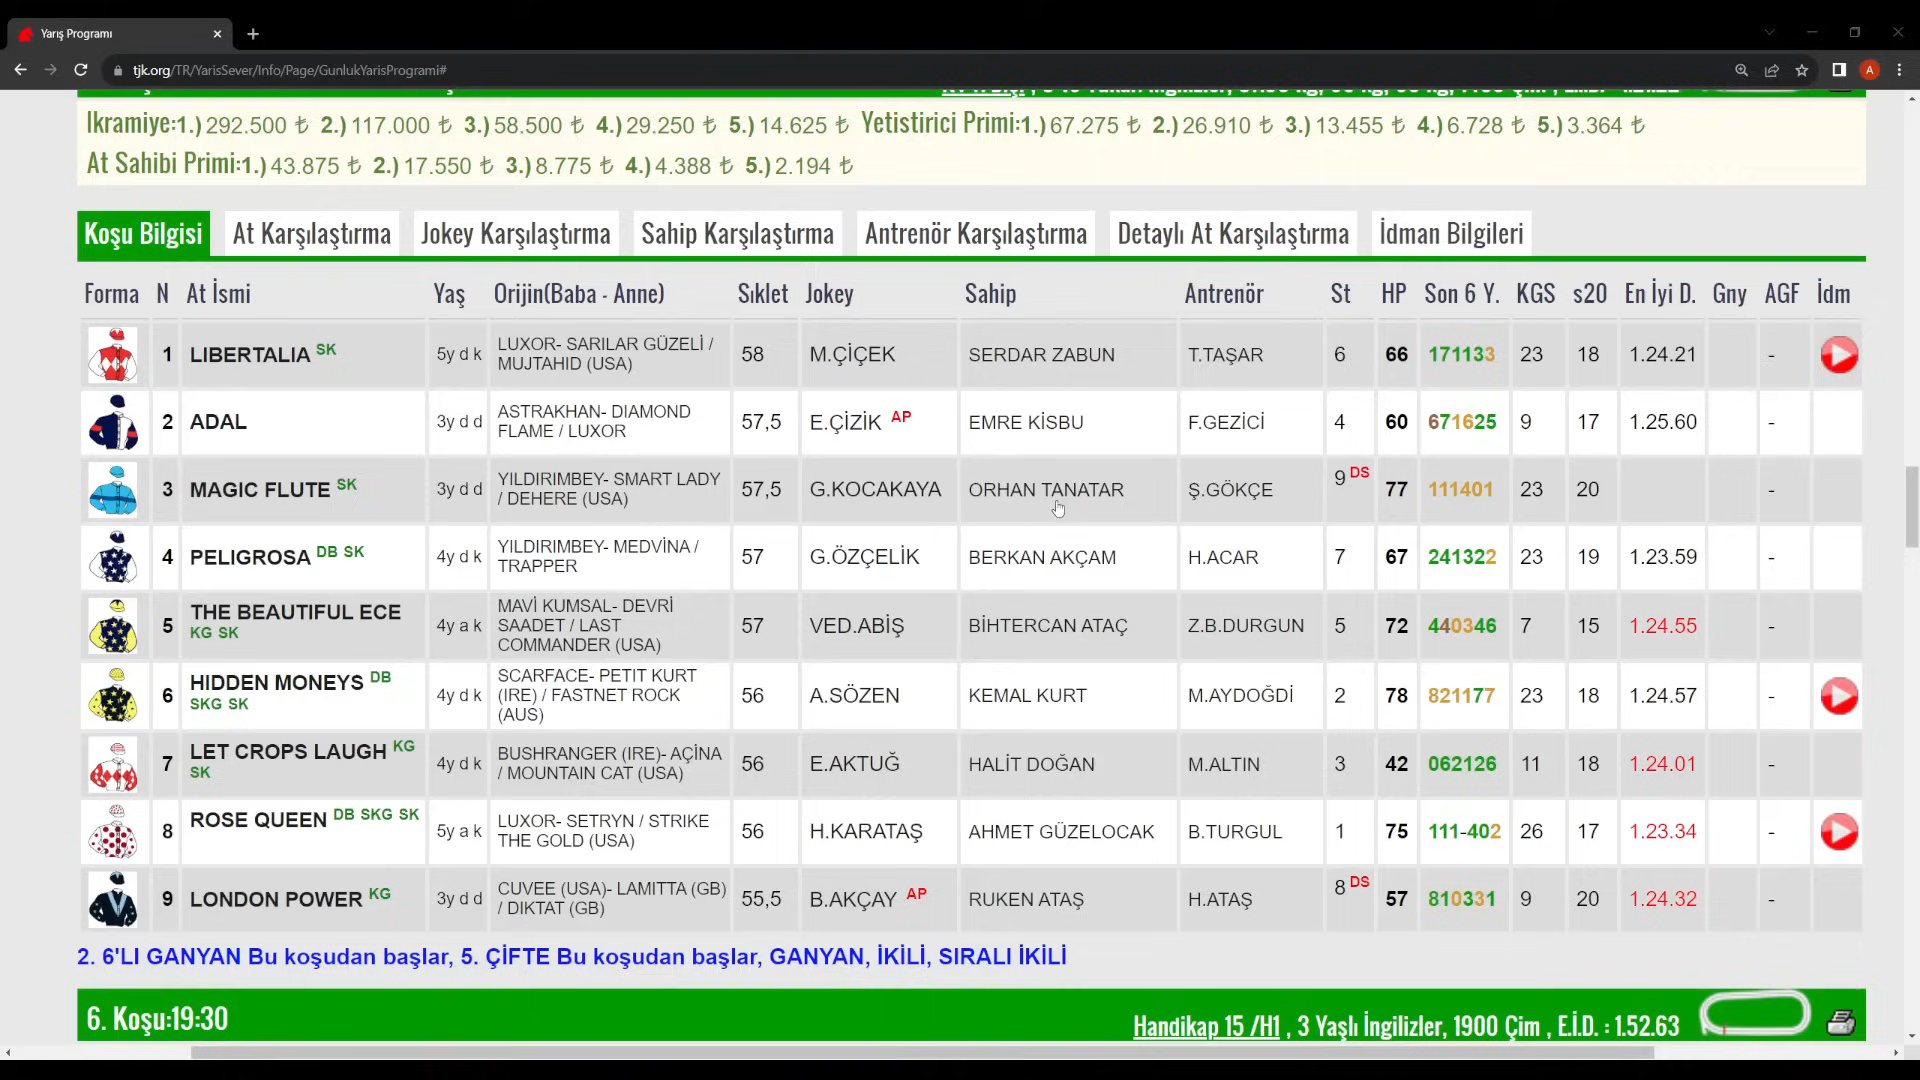 Yarış Programı
tjk.org/TR/YarisSever/Info/Page/GunlukYarisProgrami#
A
Ikramiye:1.) 292.500 ₺ 2.) 117.000 ₺ 3.) 58.500 ₺ 4.) 29.250 ₺ 5.) 14.625 ₺ Yetistirici Primi:1.) 67.275 ₺ 2.) 26.910 ₺ 3.) 13.455 ₺ 4.) 6.728 ₺ 5.) 3.364 ₺
At Sahibi Primi:1.) 43.875 ₺ 2.) 17.550 ₺ 3.) 8.775 ₺ 4.) 4.388 ₺ 5.) 2.194 ₺
Koşu Bilgisi At Karşılaştırma Jokey Karşılaştırma Sahip Karşılaştırma Antrenör Karşılaştırma Detaylı At Karşılaştırma İdman Bilgileri
Forma N At İsmi Yaş Orijin(Baba - Anne) Sıklet Jokey Sahip Antrenör St HP Son 6 Y. KGS s20 En İyi D. Gny AGF İdm
1 LIBERTALIA SK 5y d k LUXOR- SARILAR GÜZELİ / MUJTAHID (USA) 58 M.ÇİÇEK SERDAR ZABUN T.TAŞAR 6 66 171133 23 18 1.24.21 -
2 ADAL 3y d d ASTRAKHAN- DIAMOND FLAME / LUXOR 57,5 E.ÇİZİK AP EMRE KİSBU F.GEZİCİ 4 60 671625 9 17 1.25.60 -
3 MAGIC FLUTE SK 3y d d YILDIRIMBEY- SMART LADY / DEHERE (USA) 57,5 G.KOCAKAYA ORHAN TANATAR Ş.GÖKÇE 9 DS 77 111401 23 20 -
4 PELIGROSA DB SK 4y d k YILDIRIMBEY- MEDVİNA / TRAPPER 57 G.ÖZÇELİK BERKAN AKÇAM H.ACAR 7 67 241322 23 19 1.23.59 -
5 THE BEAUTIFUL ECE KG SK 4y a k MAVİ KUMSAL- DEVRİ SAADET / LAST COMMANDER (USA) 57 VED.ABİŞ BİHTERCAN ATAÇ Z.B.DURGUN 5 72 440346 7 15 1.24.55 -
6 HIDDEN MONEYS DB SKG SK 4y d k SCARFACE- PETIT KURT (IRE) / FASTNET ROCK (AUS) 56 A.SÖZEN KEMAL KURT M.AYDOĞDİ 2 78 821177 23 18 1.24.57 -
7 LET CROPS LAUGH KG SK 4y d k BUSHRANGER (IRE)- AÇİNA / MOUNTAIN CAT (USA) 56 E.AKTUĞ HALİT DOĞAN M.ALTIN 3 42 062126 11 18 1.24.01 -
8 ROSE QUEEN DB SKG SK 5y a k LUXOR- SETRYN / STRIKE THE GOLD (USA) 56 H.KARATAŞ AHMET GÜZELOCAK B.TURGUL 1 75 111-402 26 17 1.23.34 -
9 LONDON POWER KG 3y d d CUVEE (USA)- LAMITTA (GB) / DIKTAT (GB) 55,5 B.AKÇAY AP RUKEN ATAŞ H.ATAŞ 8 DS 57 810331 9 20 1.24.32 -
2. 6'LI GANYAN Bu koşudan başlar, 5. ÇİFTE Bu koşudan başlar, GANYAN, İKİLİ, SIRALI İKİLİ
6. Koşu:19:30
Handikap 15 /H1 , 3 Yaşlı İngilizler, 1900 Çim , E.İ.D. : 1.52.63